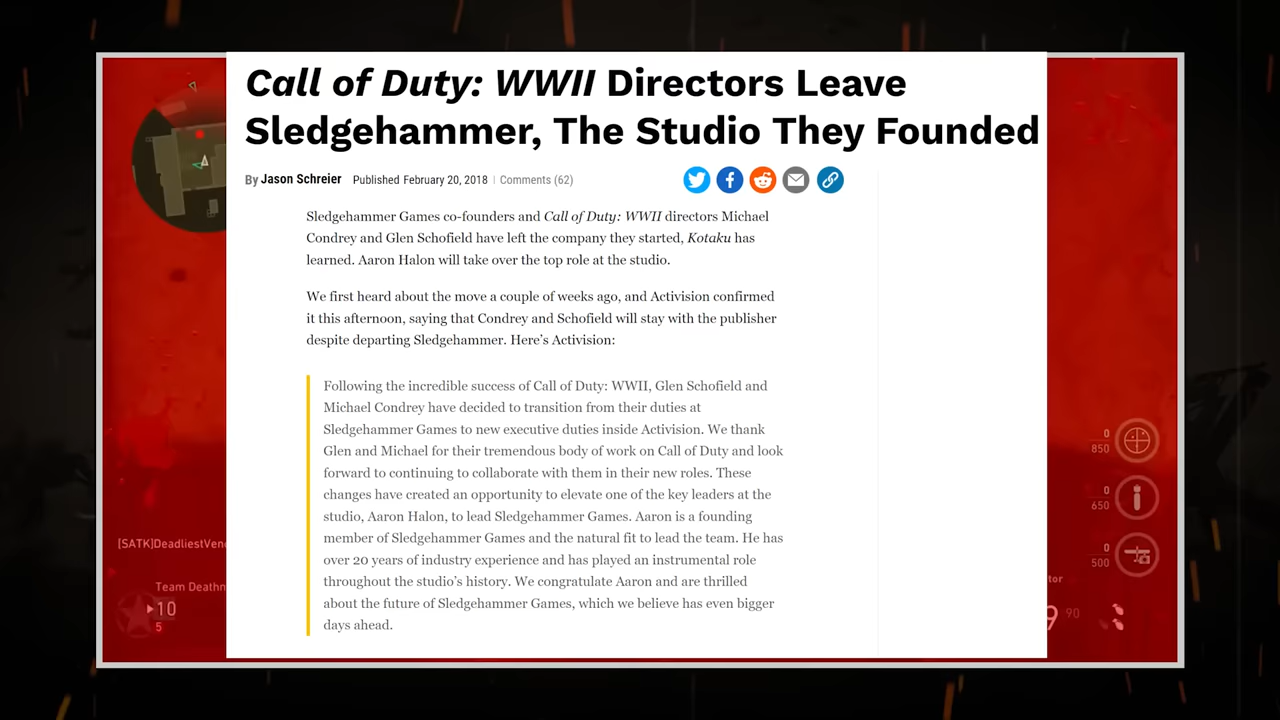 Call of Duty: WWII Directors Leave
Sledgehammer, The Studio They Founded
By Jason Schreier Published February 20, 2018 | Comments (62)
Sledgehammer Games co-founders and Call of Duty: WWII directors Michael
Condrey and Glen Schofield have left the company they started, Kotaku has
learned. Aaron Halon will take over the top role at the studio.
We first heard about the move a couple of weeks ago, and Activision confirmed
it this afternoon, saying that Condrey and Schofield will stay with the publisher
despite departing Sledgehammer. Here’s Activision:
Following the incredible success of Call of Duty: WWII, Glen Schofield and
Michael Condrey have decided to transition from their duties at
Sledgehammer Games to new executive duties inside Activision. We thank
Glen and Michael for their tremendous body of work on Call of Duty and look
forward to continuing to collaborate with them in their new roles. These
changes have created an opportunity to elevate one of the key leaders at the
studio, Aaron Halon, to lead Sledgehammer Games. Aaron is a founding
member of Sledgehammer Games and the natural fit to lead the team. He has
over 20 years of industry experience and has played an instrumental role
throughout the studio’s history. We congratulate Aaron and are thrilled
about the future of Sledgehammer Games, which we believe has even bigger
days ahead.
0
850
0
650
0
500
[SATK]DeadliestVen
Team Deathm
10
5
tor
9 90